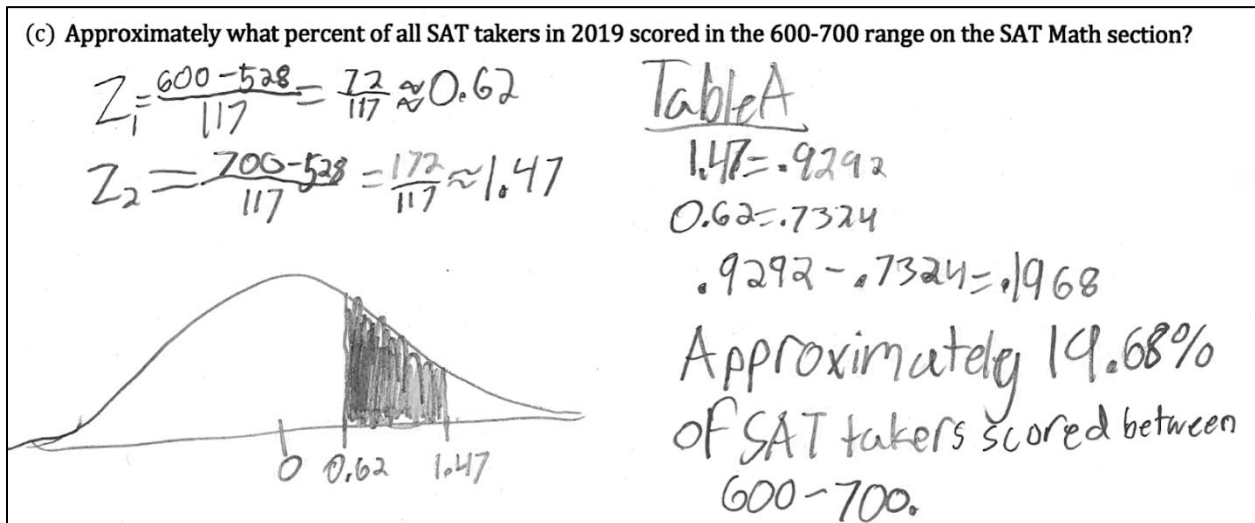 (c) Approximately what percent of all SAT takers in 2019 scored in the 600-700 range on the SAT Math section?
Z₁ = (600-528)/117 = 72/117 ≈ 0.62
Z₂ = (700-528)/117 = 172/117 ≈ 1.47
0 0.62 1.47
Table A
1.47=.9292
0.62=.7324
.9292-.7324=.1968
Approximately 19.68%
of SAT takers scored between
600-700.